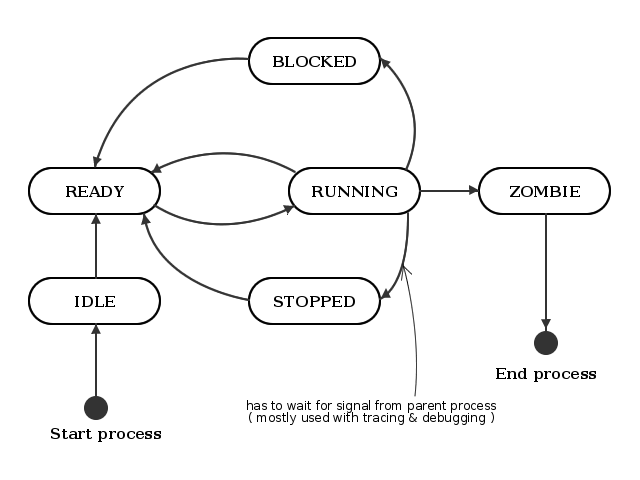 BLOCKED
READY
RUNNING
ZOMBIE
IDLE
STOPPED
End process
has to wait for signal from parent process
( mostly used with tracing & debugging )
Start process